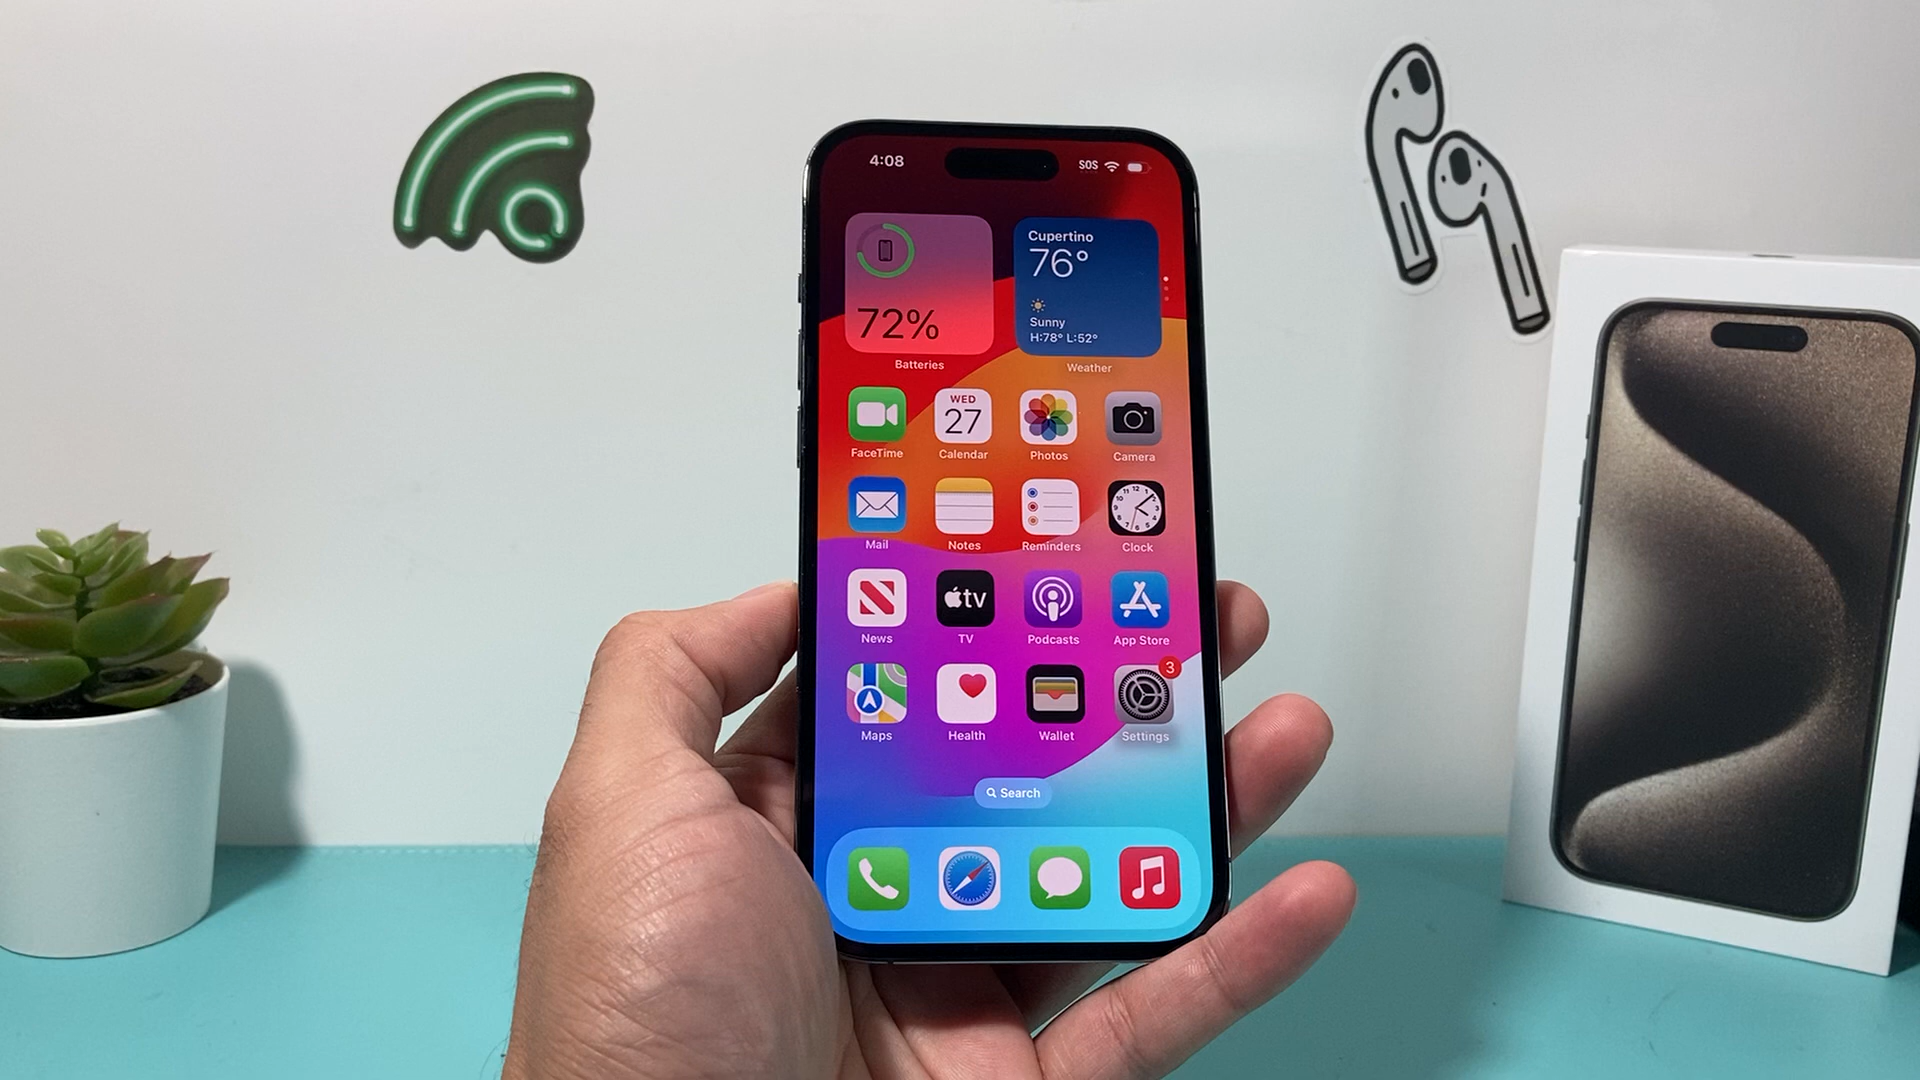 4:08
SOS
72%
Batteries
Cupertino
76°
Sunny
H:78° L:52°
Weather
FaceTime
WED
27
Calendar
Photos
Camera
Mail
Notes
Reminders
Clock
News
tv
TV
Podcasts
App Store
3
Maps
Health
Wallet
Settings
Search